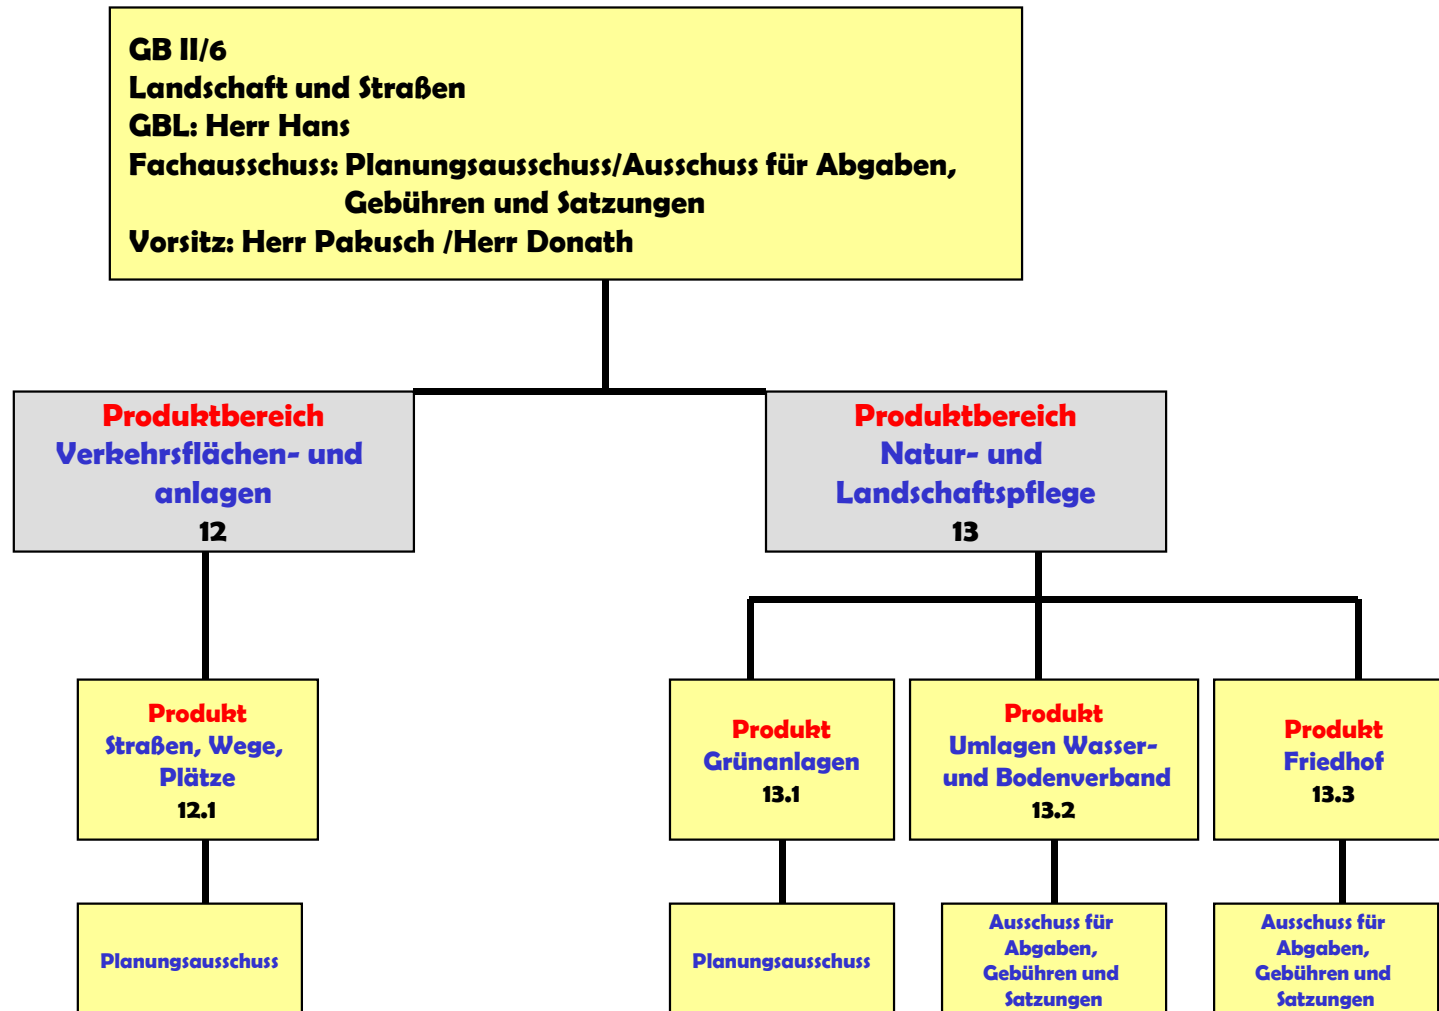 GB II/6
Landschaft und Straßen
GBL: Herr Hans
Fachausschuss: Planungsausschuss/Ausschuss für Abgaben,
Gebühren und Satzungen
Vorsitz: Herr Pakusch /Herr Donath
Produktbereich
Verkehrsflächen- und
anlagen
12
Produktbereich
Natur- und
Landschaftspflege
13
Produkt
Straßen, Wege,
Plätze
12.1
Produkt
Grünanlagen
13.1
Produkt
Umlagen Wasser-
und Bodenverband
13.2
Produkt
Friedhof
13.3
Planungsausschuss
Planungsausschuss
Ausschuss für
Abgaben,
Gebühren und
Satzungen
Ausschuss für
Abgaben,
Gebühren und
Satzungen